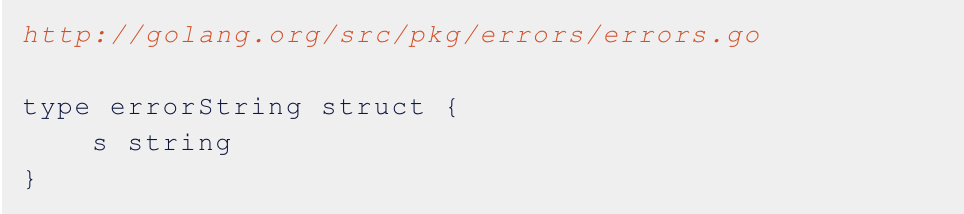 http://golang.org/src/pkg/errors/errors.go
type errorString struct {
    s string
}